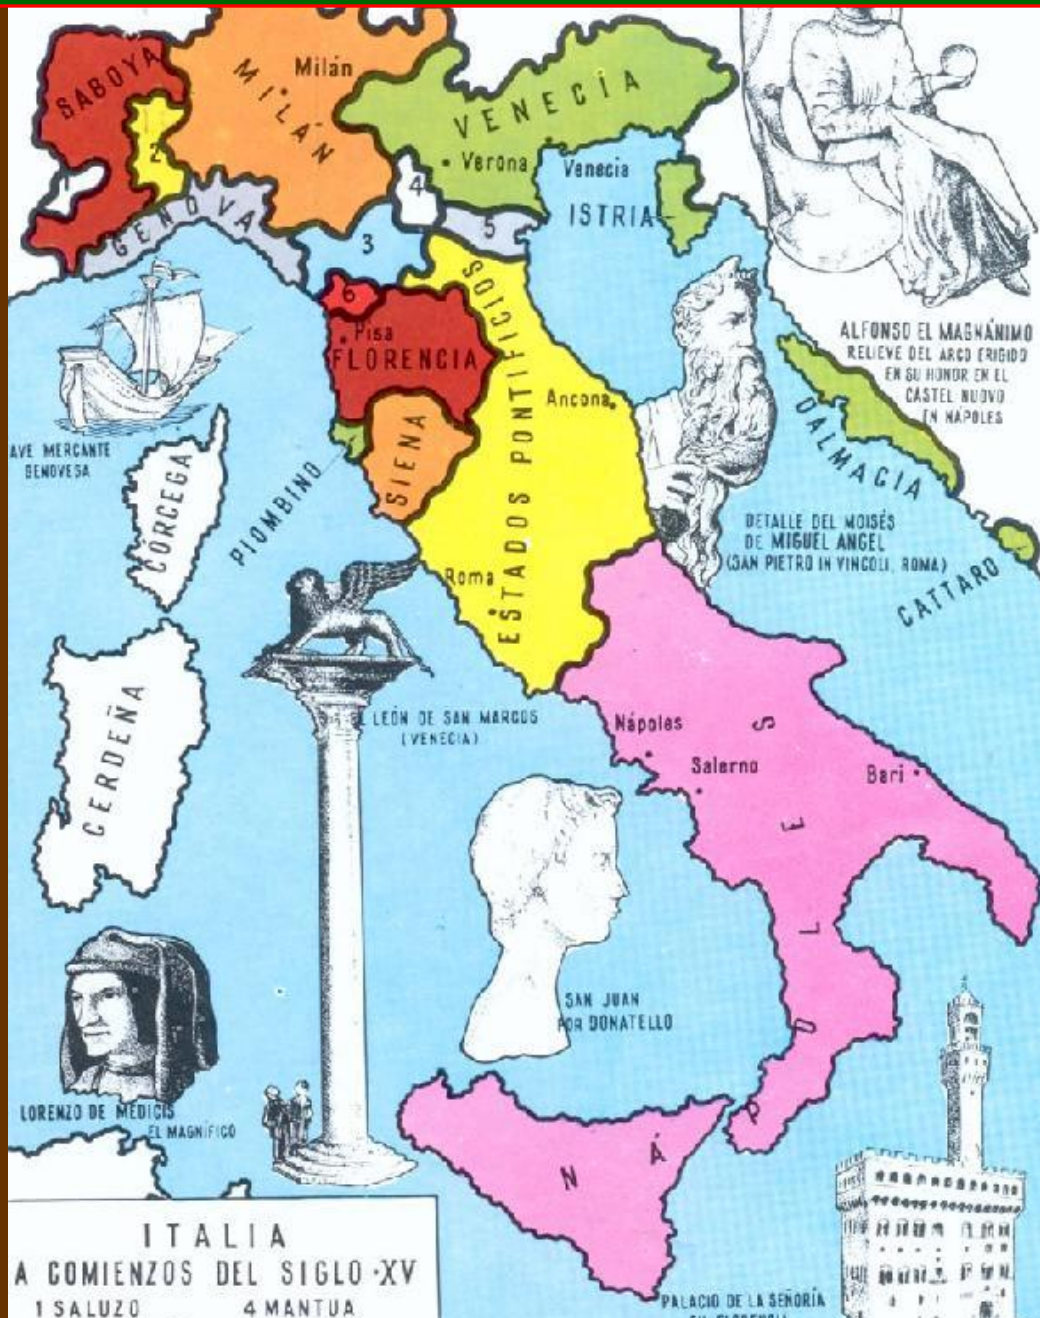 SABOYA
MILÁN
Milán
VENECÍA
Verona
Venecia
ISTRIA
1
2
3
4
5
6
GENOVA
Pisa
FLORENCIA
SIENA
PIOMBINO
ESTADOS PONTIFICIOS
Ancona
Roma
ALFONSO EL MAGNÁNIMO
RELIEVE DEL ARCO ERIGIDO
EN SU HONOR EN EL
CASTEL NUOVO
EN NÁPOLES
DALMACIA
CATTARO
AVE MERCANTE
GENOVESA
CÓRCEGA
CERDEÑA
DETALLE DEL MOISÉS
DE MIGUEL ANGEL
(SAN PIETRO IN VINCOLI, ROMA)
L LEÓN DE SAN MARCOS
(VENECIA)
Nápoles
Salerno
Bari
NÁPOLES
SAN JUAN
POR DONATELLO
LORENZO DE MÉDICIS
EL MAGNÍFICO
ITALIA
A COMIENZOS DEL SIGLO·XV
1 SALUZO 4 MANTUA
PALACIO DE LA SEÑORÍA